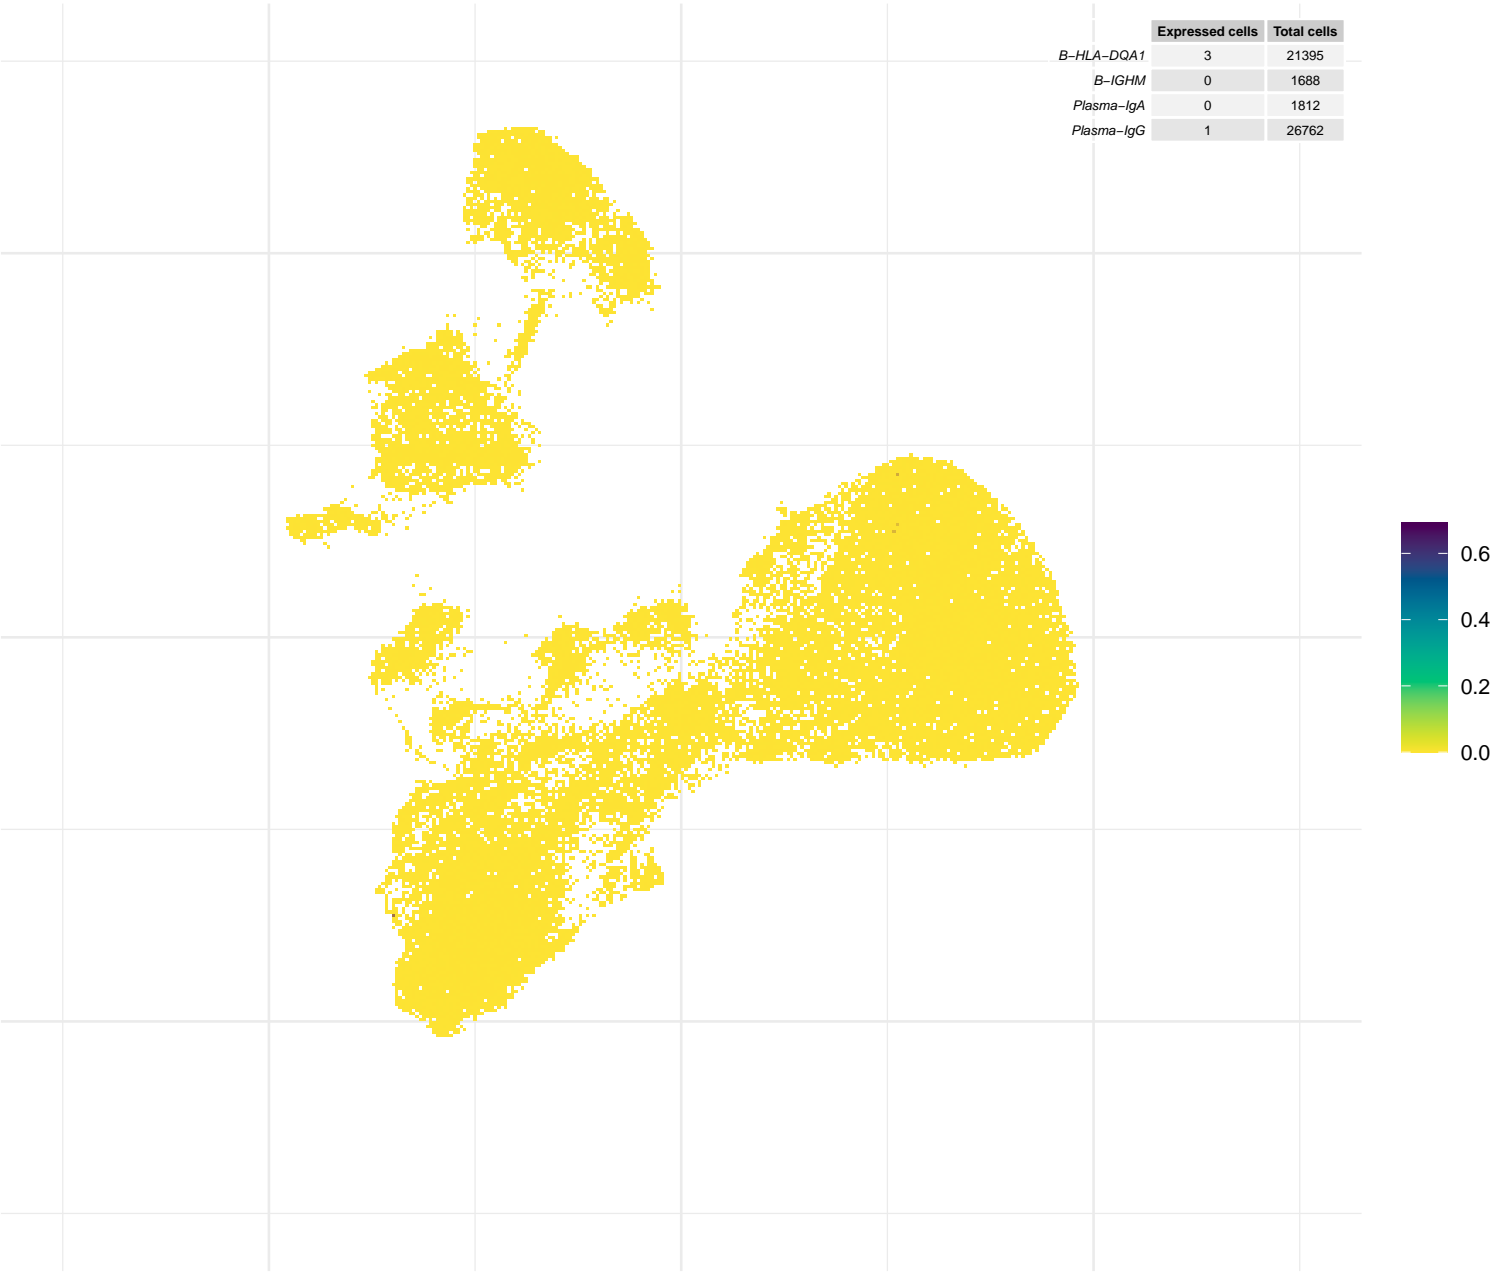 Expressed cells Total cells
B−HLA−DQA1 3 21395
B−IGHM 0 1688
Plasma−IgA 0 1812
Plasma−IgG 1 26762
0.6
0.4
0.2
0.0